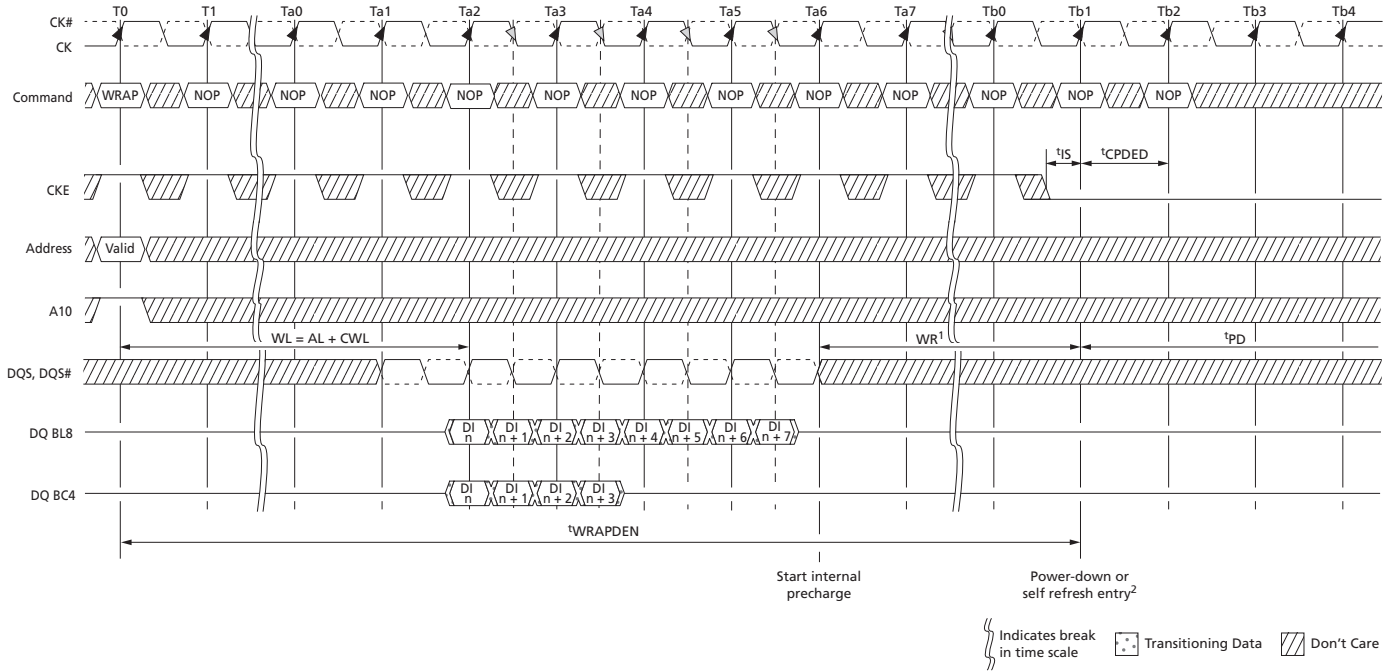 T0 T1 Ta0 Ta1 Ta2 Ta3 Ta4 Ta5 Ta6 Ta7 Tb0 Tb1 Tb2 Tb3 Tb4
CK#
CK
Command WRAP NOP NOP NOP NOP NOP NOP NOP NOP NOP NOP NOP NOP
tIS tCPDED
CKE
Address Valid
A10
WL = AL + CWL WR1 tPD
DQS, DQS#
DQ BL8 DI n DI n + 1 DI n + 2 DI n + 3 DI n + 4 DI n + 5 DI n + 6 DI n + 7
DQ BC4 DI n DI n + 1 DI n + 2 DI n + 3
tWRAPDEN
Start internal
precharge
Power-down or
self refresh entry2
Indicates break
in time scale
Transitioning Data
Don't Care